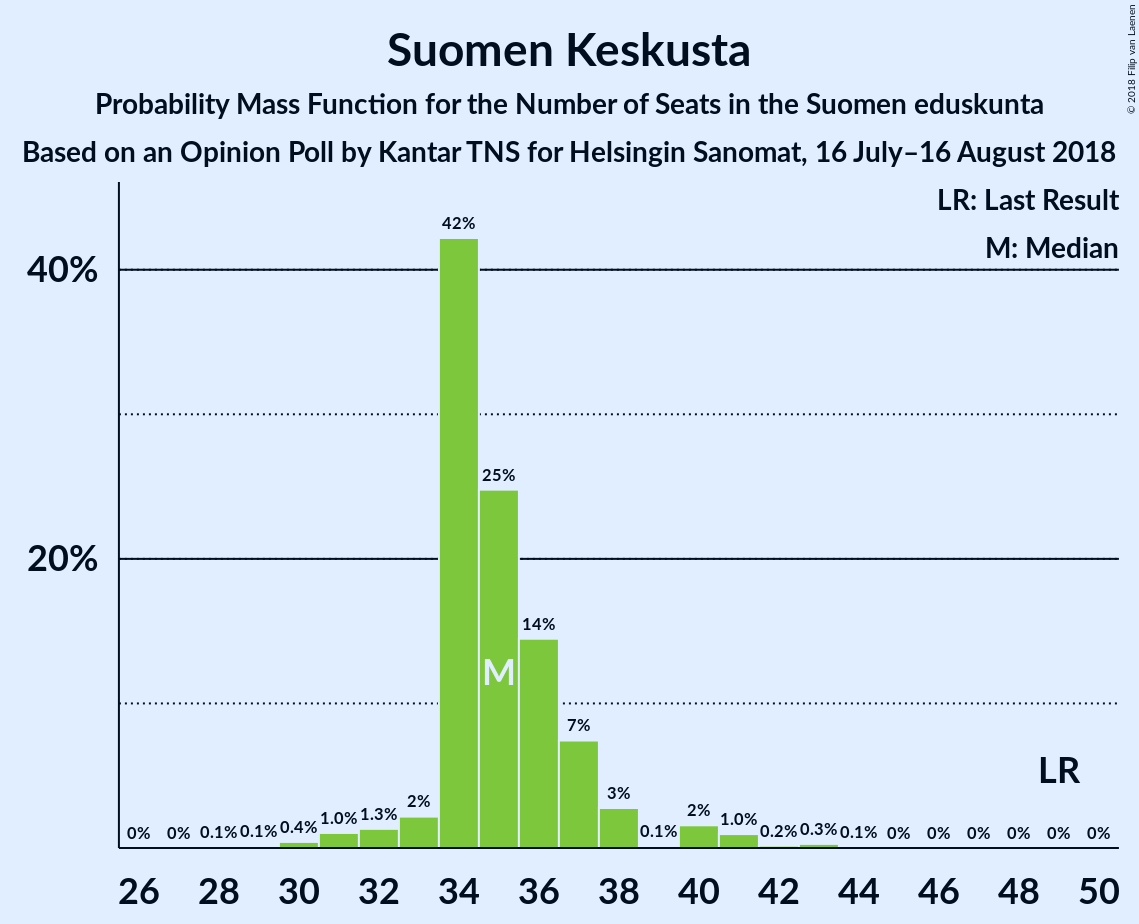 Suomen Keskusta
Probability Mass Function for the Number of Seats in the Suomen eduskunta
Based on an Opinion Poll by Kantar TNS for Helsingin Sanomat, 16 July–16 August 2018
© 2018 Filip van Laenen
LR: Last Result
M: Median
40%
20%
0% 0% 0.1% 0.1% 0.4% 1.0% 1.3% 2% 42% 25% 14% 7% 3% 0.1% 2% 1.0% 0.2% 0.3% 0.1% 0% 0% 0% 0% 0% 0%
M
LR
26 28 30 32 34 36 38 40 42 44 46 48 50